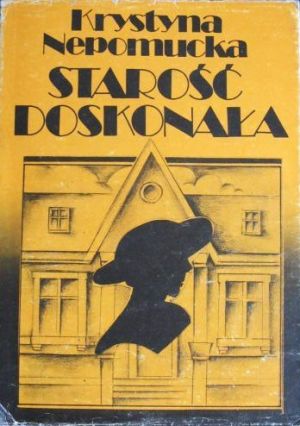 Krystyna
Nepomucka
STAROŚĆ
DOSKONAŁA